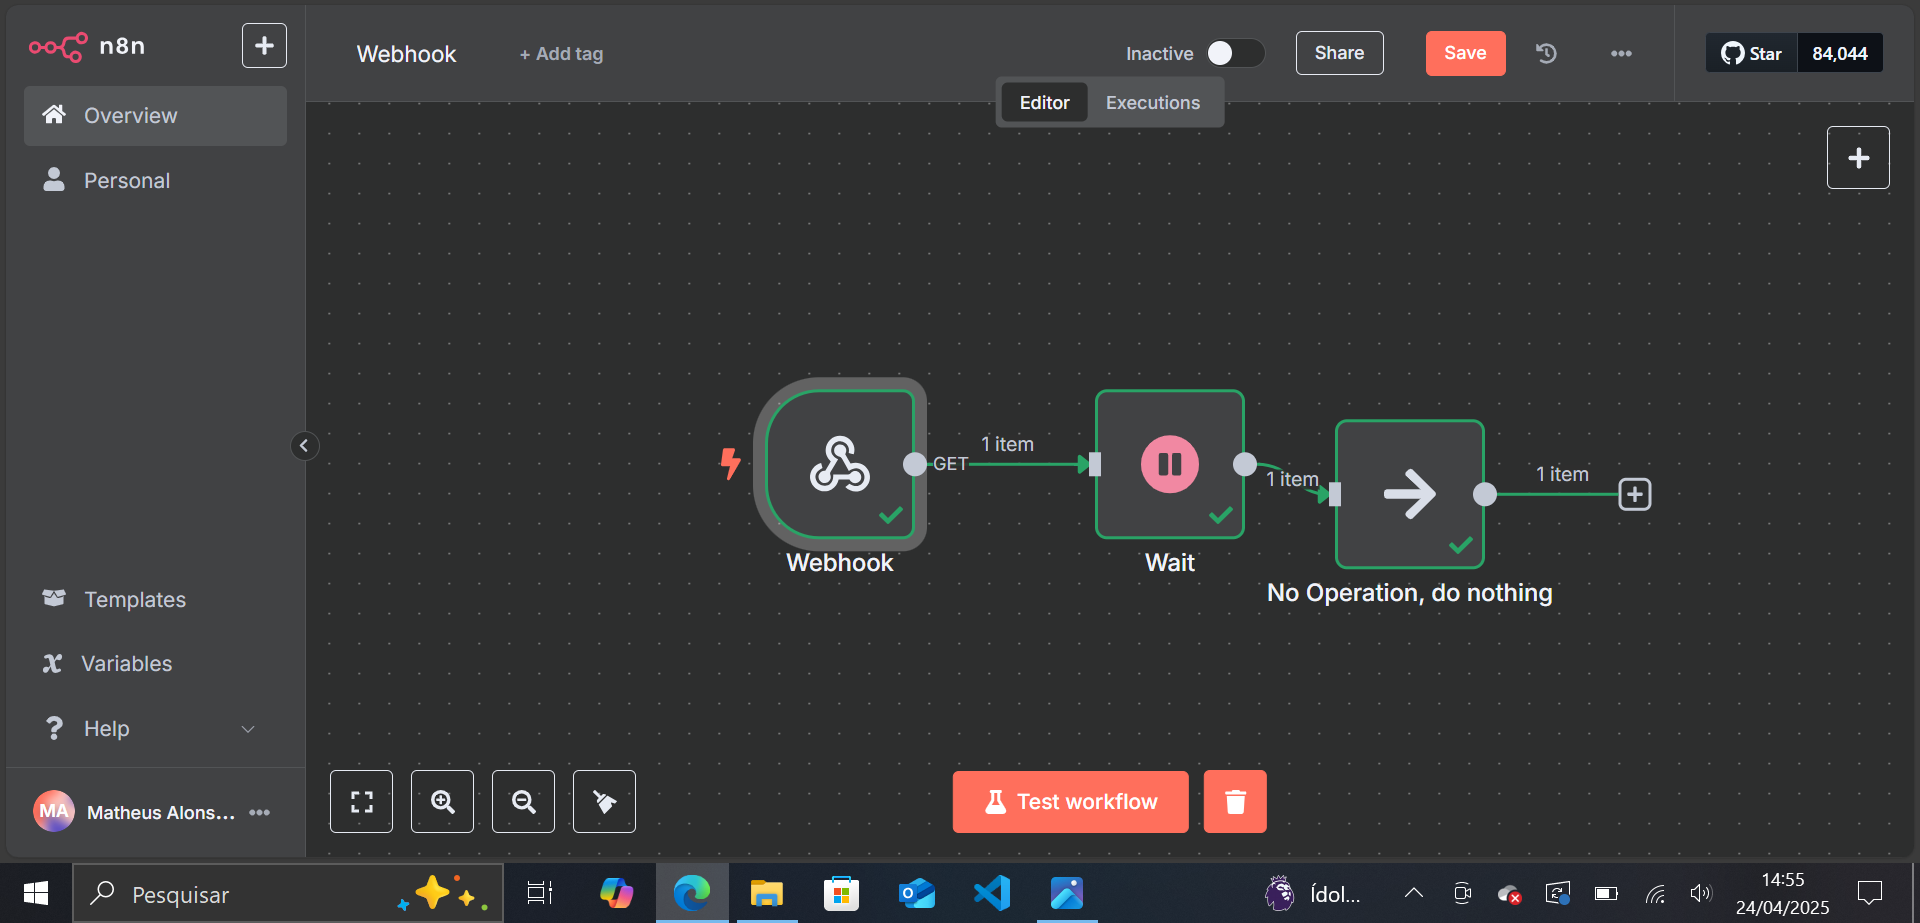 n8n
Webhook
+ Add tag
Inactive
Share
Save
Star
84,044
Editor
Executions
Overview
Personal
GET
1 item
1 item
1 item
Webhook
Wait
No Operation, do nothing
Templates
Variables
Help
MA
Matheus Alons...
Test workflow
Pesquisar
Ídol...
14:55
24/04/2025